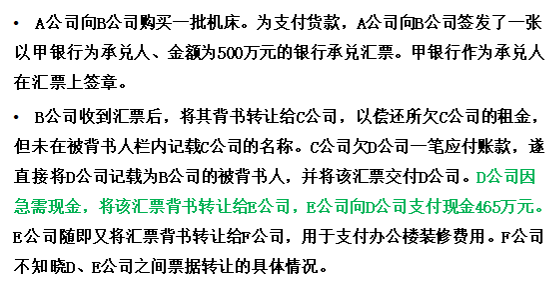 • A公司向B公司购买一批机床。为支付货款，A公司向B公司签发了一张
以甲银行为承兑人、金额为500万元的银行承兑汇票。甲银行作为承兑人
在汇票上签章。
• B公司收到汇票后，将其背书转让给C公司，以偿还所欠C公司的租金，
但未在被背书人栏内记载C公司的名称。C公司欠D公司一笔应付账款，遂
直接将D公司记载为B公司的被背书人，并将该汇票交付D公司。D公司因
急需现金，将该汇票背书转让给E公司，E公司向D公司支付现金465万元。
E公司随即又将汇票背书转让给F公司，用于支付办公楼装修费用。F公司
不知晓D、E公司之间票据转让的具体情况。